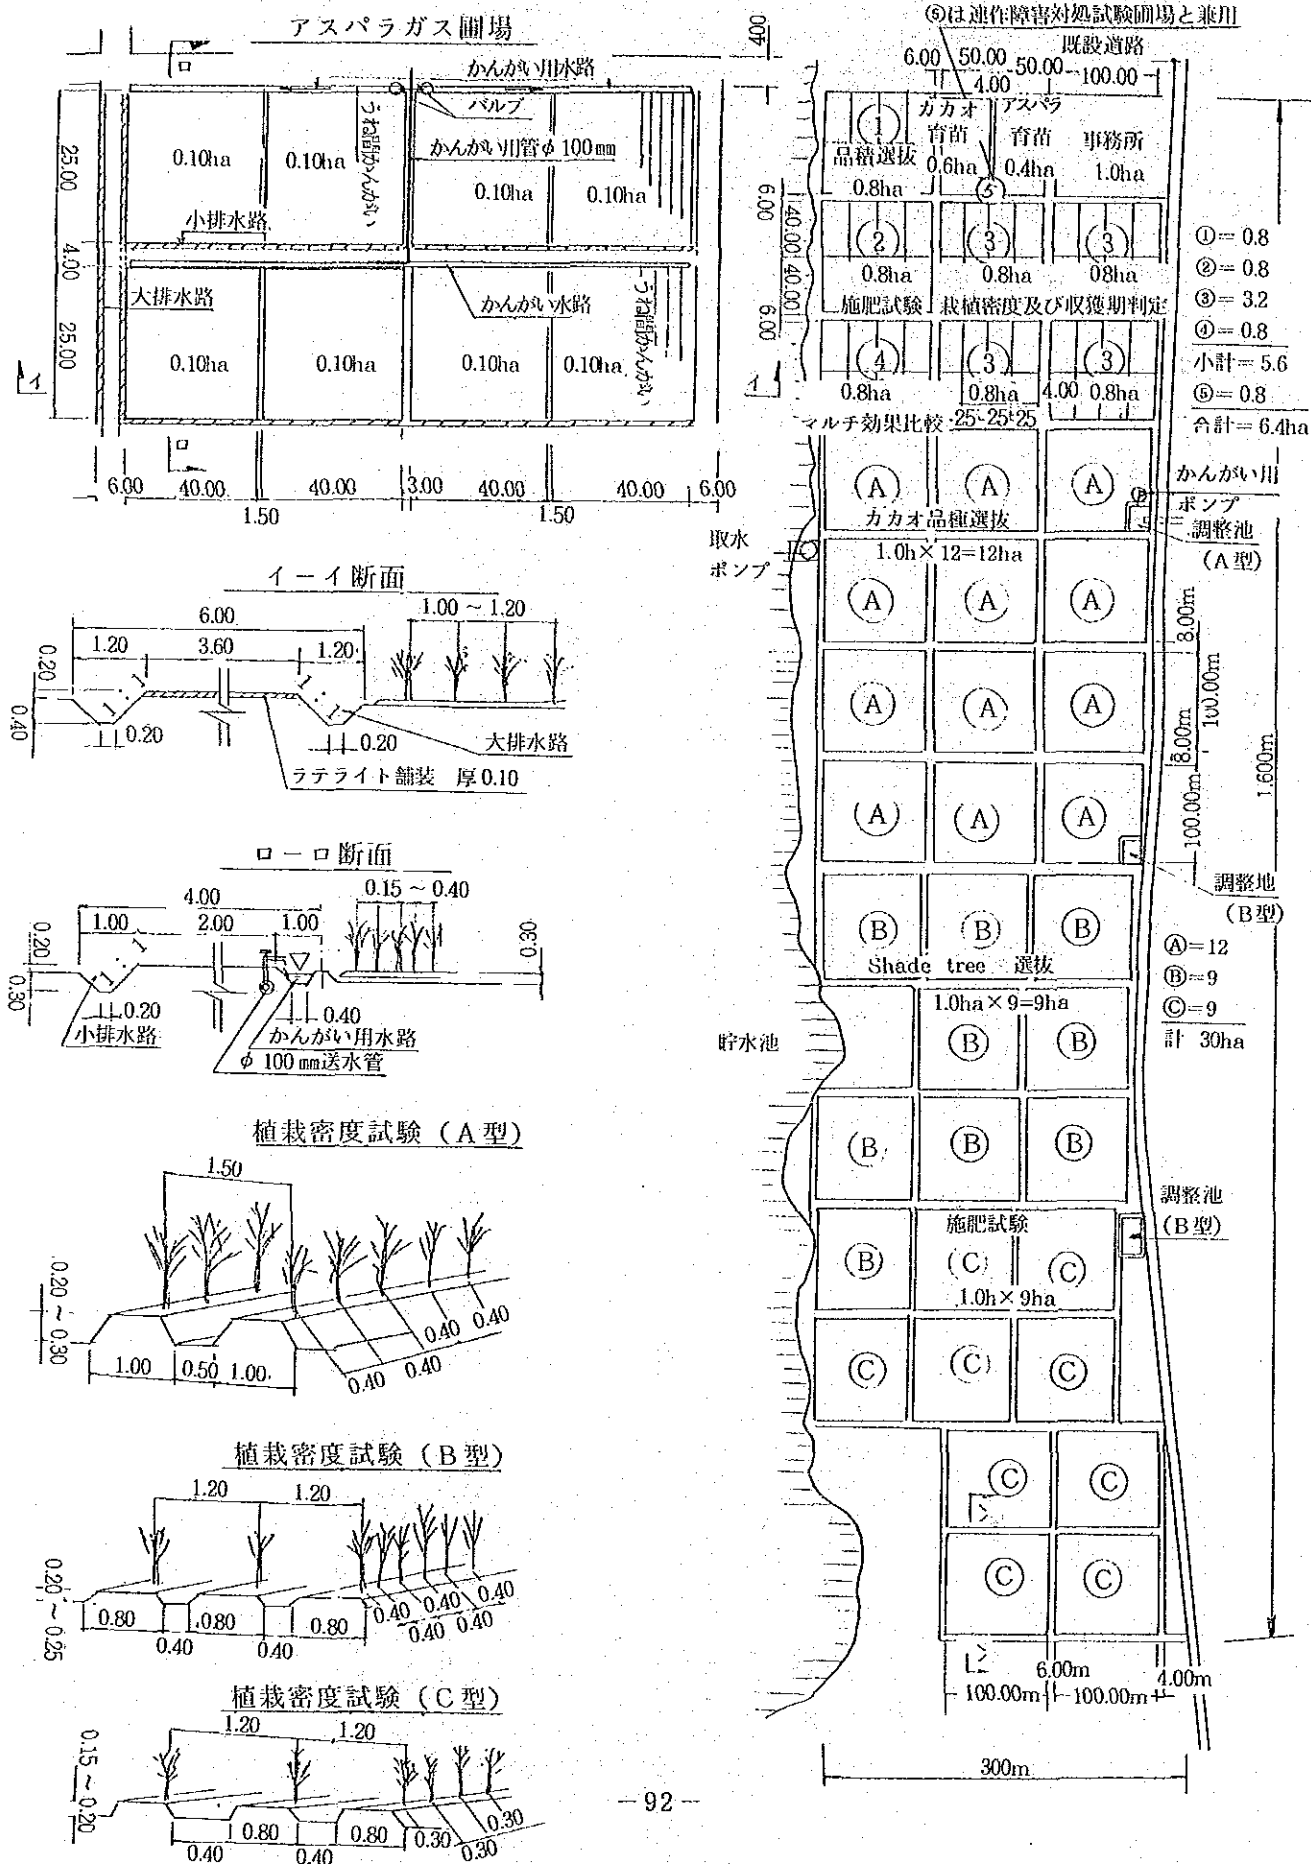 アスパラガス圃場
ロ
かんがい用水路
バルブ
かんがい用管φ100mm
うね間かんがい
0.10ha
0.10ha
0.10ha
0.10ha
25.00
4.00
25.00
小排水路
大排水路
かんがい水路
うね間かんがい
0.10ha
0.10ha
0.10ha
0.10ha
イ
イ
ロ
6.00 40.00 40.00 3.00 40.00 40.00 6.00
1.50 1.50
イ－イ断面
6.00
1.00～1.20
1.20 3.60 1.20
0.20
0.40
1:1
1:1
0.20
0.20
大排水路
ラテライト舗装 厚0.10
ロ－ロ断面
4.00
0.15～0.40
1.00 2.00 1.00
0.20
0.30
1:1
0.30
0.20
0.40
小排水路
かんがい用水路
φ100mm送水管
植栽密度試験(A型)
1.50
0.20～0.30
1.00 0.50 1.00
0.40
0.40
0.40
0.40
0.40
植栽密度試験(B型)
1.20 1.20
0.20～0.25
0.80 0.80 0.80
0.40 0.40
0.40 0.40 0.40
0.40 0.40
植栽密度試験(C型)
1.20 1.20
0.15～0.20
0.80 0.80
0.40 0.40
0.30 0.30
0.30
－92－
⑤は連作障害対処試験圃場と兼用
既設道路
400
6.00 50.00 50.00 100.00
4.00
①
品積選抜
0.8ha
カカオ
育苗
0.6ha
アスパラ
育苗
0.4ha
事務所
1.0ha
⑤
6.00
40.00
40.00
6.00
② ③ ③
0.8ha 0.8ha 0.8ha
施肥試験 栽植密度及び収獲期判定
④ ③ ③
0.8ha 0.8ha 4.00 0.8ha
マルチ効果比較 25-25-25
①=0.8
②=0.8
③=3.2
④=0.8
小計=5.6
⑤=0.8
合計=6.4ha
Ⓐ Ⓐ Ⓐ
カカオ品種選抜
1.0h×12=12ha
かんがい用
ポンプ
調整池
(A型)
取水
ポンプ
Ⓐ Ⓐ Ⓐ
8.00m
Ⓐ Ⓐ Ⓐ
100.00m
8.00m
1.600m
Ⓐ Ⓐ Ⓐ
100.00m
調整地
(B型)
Ⓑ Ⓑ Ⓑ
Shade tree 選抜
1.0ha×9=9ha
Ⓐ=12
Ⓑ=9
Ⓒ=9
計 30ha
貯水池
Ⓑ Ⓑ
Ⓑ Ⓑ Ⓑ
調整池
(B型)
施肥試験
Ⓑ Ⓒ Ⓒ
1.0h×9ha
Ⓒ Ⓒ Ⓒ
Ⓒ Ⓒ
Ⓒ Ⓒ
6.00m 4.00m
100.00m 100.00m
300m